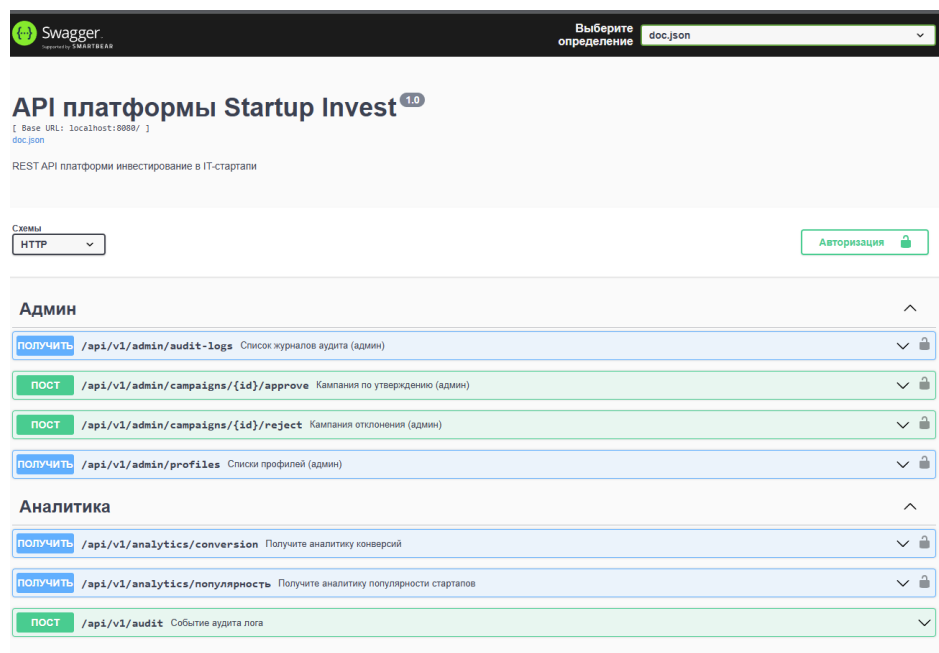 Swagger.
Supported by SMARTBEAR
Выберите
определение
doc.json
API платформы Startup Invest 1.0
[ Base URL: localhost:8080/ ]
doc.json
REST API платформи инвестирование в IT-стартапи
Схемы
HTTP
Авторизация
Админ
ПОЛУЧИТЬ /api/v1/admin/audit-logs Список журналов аудита (админ)
ПОСТ /api/v1/admin/campaigns/{id}/approve Кампания по утверждению (админ)
ПОСТ /api/v1/admin/campaigns/{id}/reject Кампания отклонения (админ)
ПОЛУЧИТЬ /api/v1/admin/profiles Списки профилей (админ)
Аналитика
ПОЛУЧИТЬ /api/v1/analytics/conversion Получите аналитику конверсий
ПОЛУЧИТЬ /api/v1/analytics/популярность Получите аналитику популярности стартапов
ПОСТ /api/v1/audit Событие аудита лога